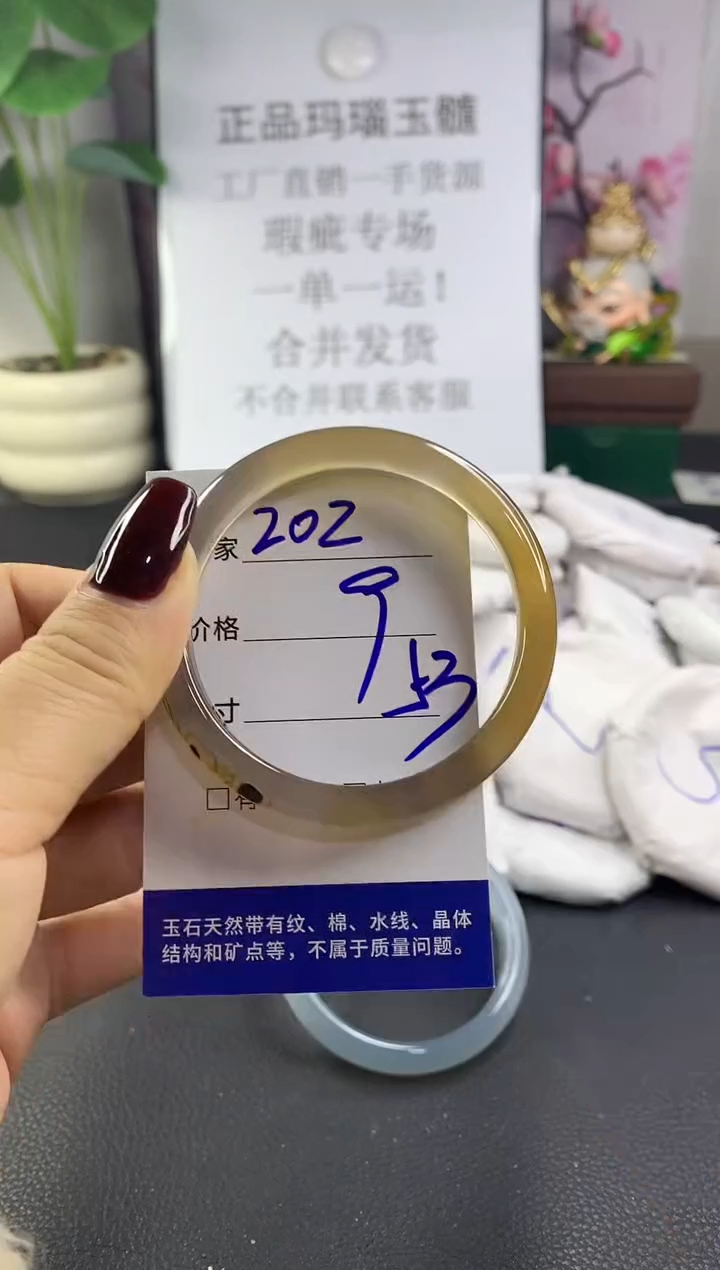 正品玛瑙玉髓
工厂直销一手货源
瑕疵专场
一单一运!
合并发货
不合并联系客服
家 202
价格
寸
□有
玉石天然带有纹、棉、水线、晶体
结构和矿点等，不属于质量问题。